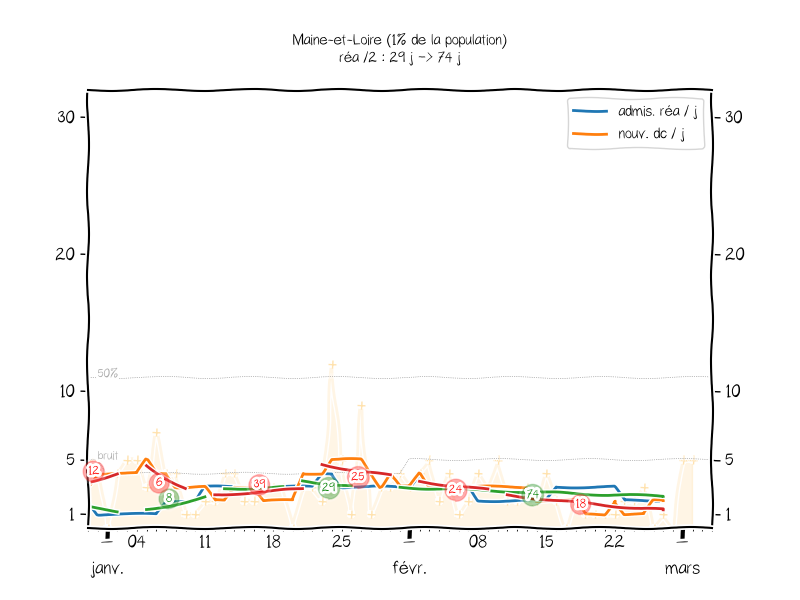 Maine-et-Loire (1% de la population)
réa /2 : 29 j -> 74 j
admis. réa / j
nouv. dc / j
30 30
20 20
50%
10 10
bruit
5 5
12 6 8 39 29 25 24 74 18
1 1
04 11 18 25 08 15 22
janv. févr. mars